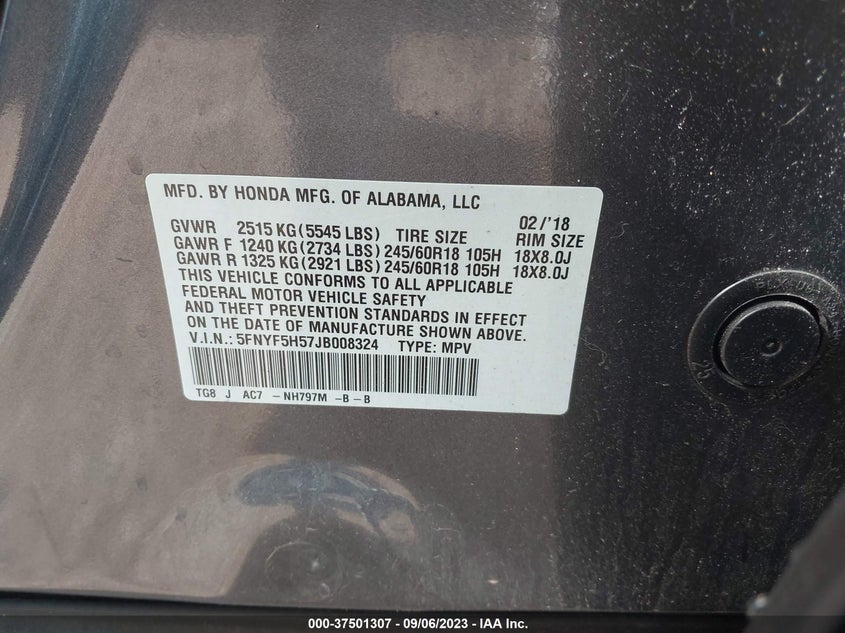 MFD. BY HONDA MFG. OF ALABAMA, LLC
GVWR 2515 KG (5545 LBS) TIRE SIZE 02/'18 RIM SIZE
GAWR F 1240 KG (2734 LBS) 245/60R18 105H 18X8.0J
GAWR R 1325 KG (2921 LBS) 245/60R18 105H 18X8.0J
THIS VEHICLE CONFORMS TO ALL APPLICABLE
FEDERAL MOTOR VEHICLE SAFETY
AND THEFT PREVENTION STANDARDS IN EFFECT
ON THE DATE OF MANUFACTURE SHOWN ABOVE.
V.I.N.: 5FNYF5H57JB008324 TYPE: MPV
TG8 J AC7 -NH797M -B -B
000-37501307 - 09/06/2023 - IAA Inc.